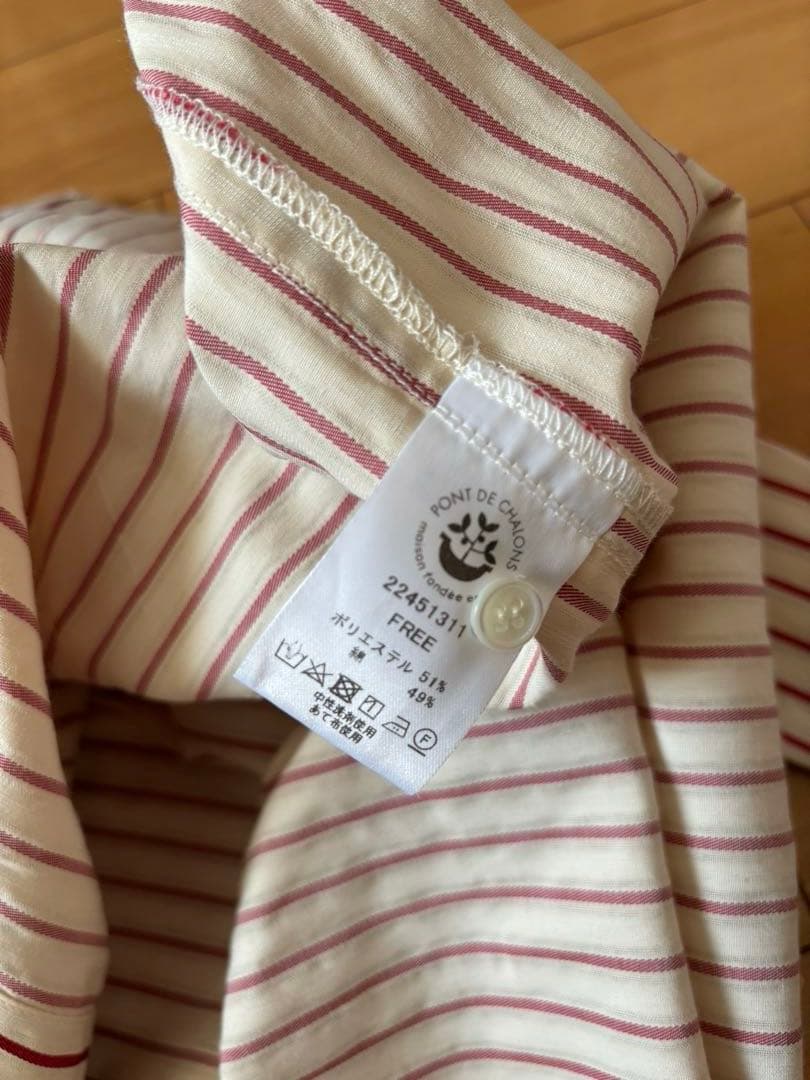 PONT DE CHALONS
maison fondée e
22451311
FREE
ポリエステル 51%
綿 49%
中性洗剤使用
あて布使用
F